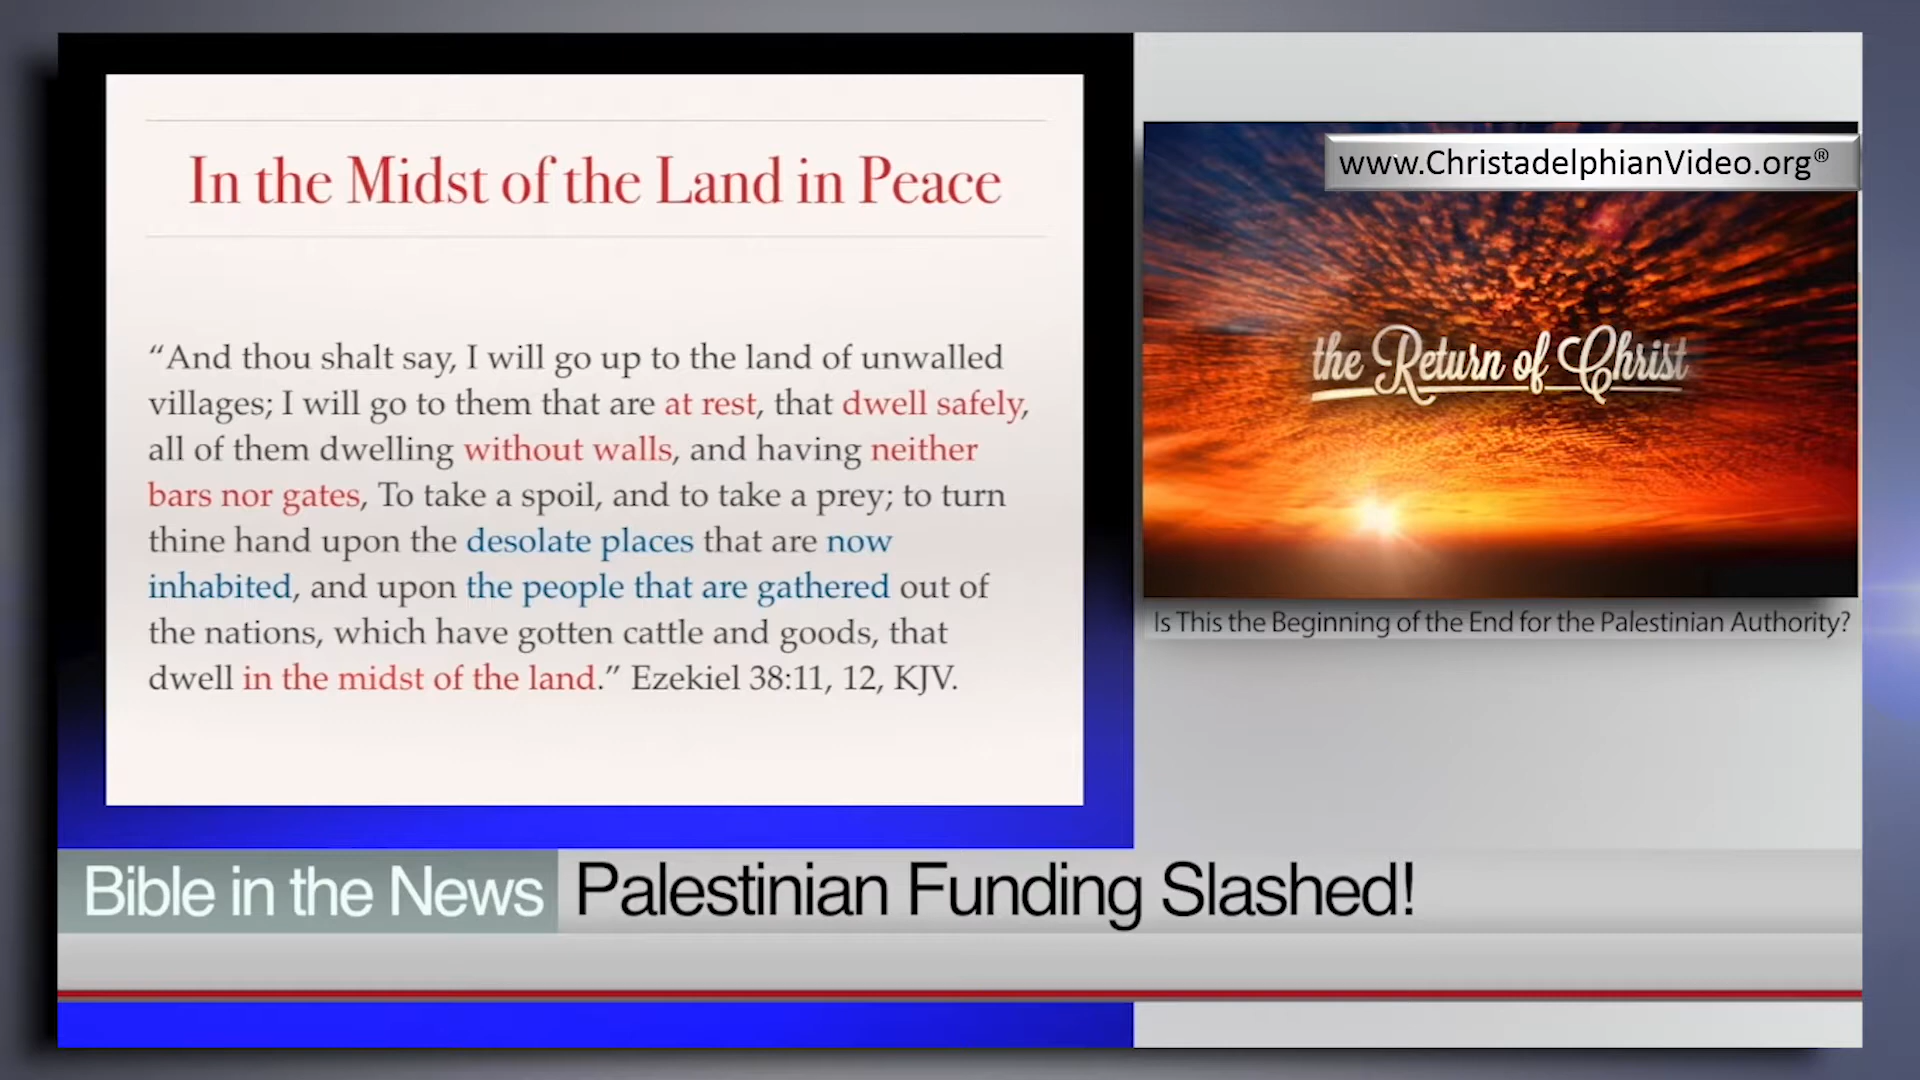 In the Midst of the Land in Peace
“And thou shalt say, I will go up to the land of unwalled
villages; I will go to them that are at rest, that dwell safely,
all of them dwelling without walls, and having neither
bars nor gates, To take a spoil, and to take a prey; to turn
thine hand upon the desolate places that are now
inhabited, and upon the people that are gathered out of
the nations, which have gotten cattle and goods, that
dwell in the midst of the land.” Ezekiel 38:11, 12, KJV.
www.ChristadelphianVideo.org®
the Return of Christ
Is This the Beginning of the End for the Palestinian Authority?
Bible in the News
Palestinian Funding Slashed!